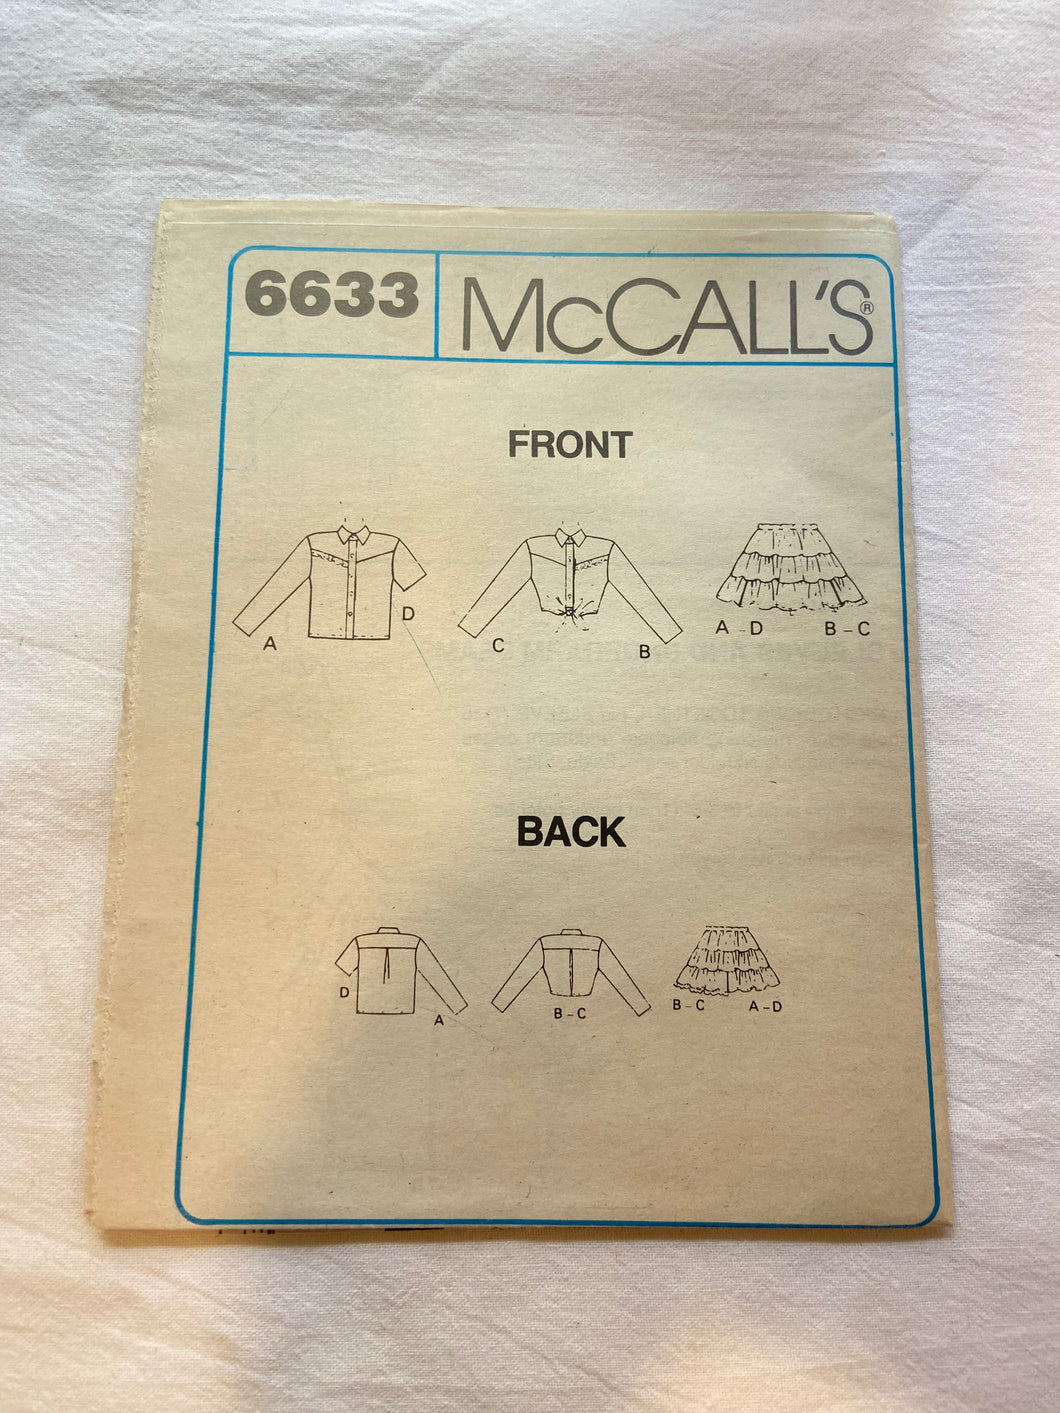 6633 McCALL'S®
FRONT
A D C B A - D B - C
BACK
D A B - C B - C A - D